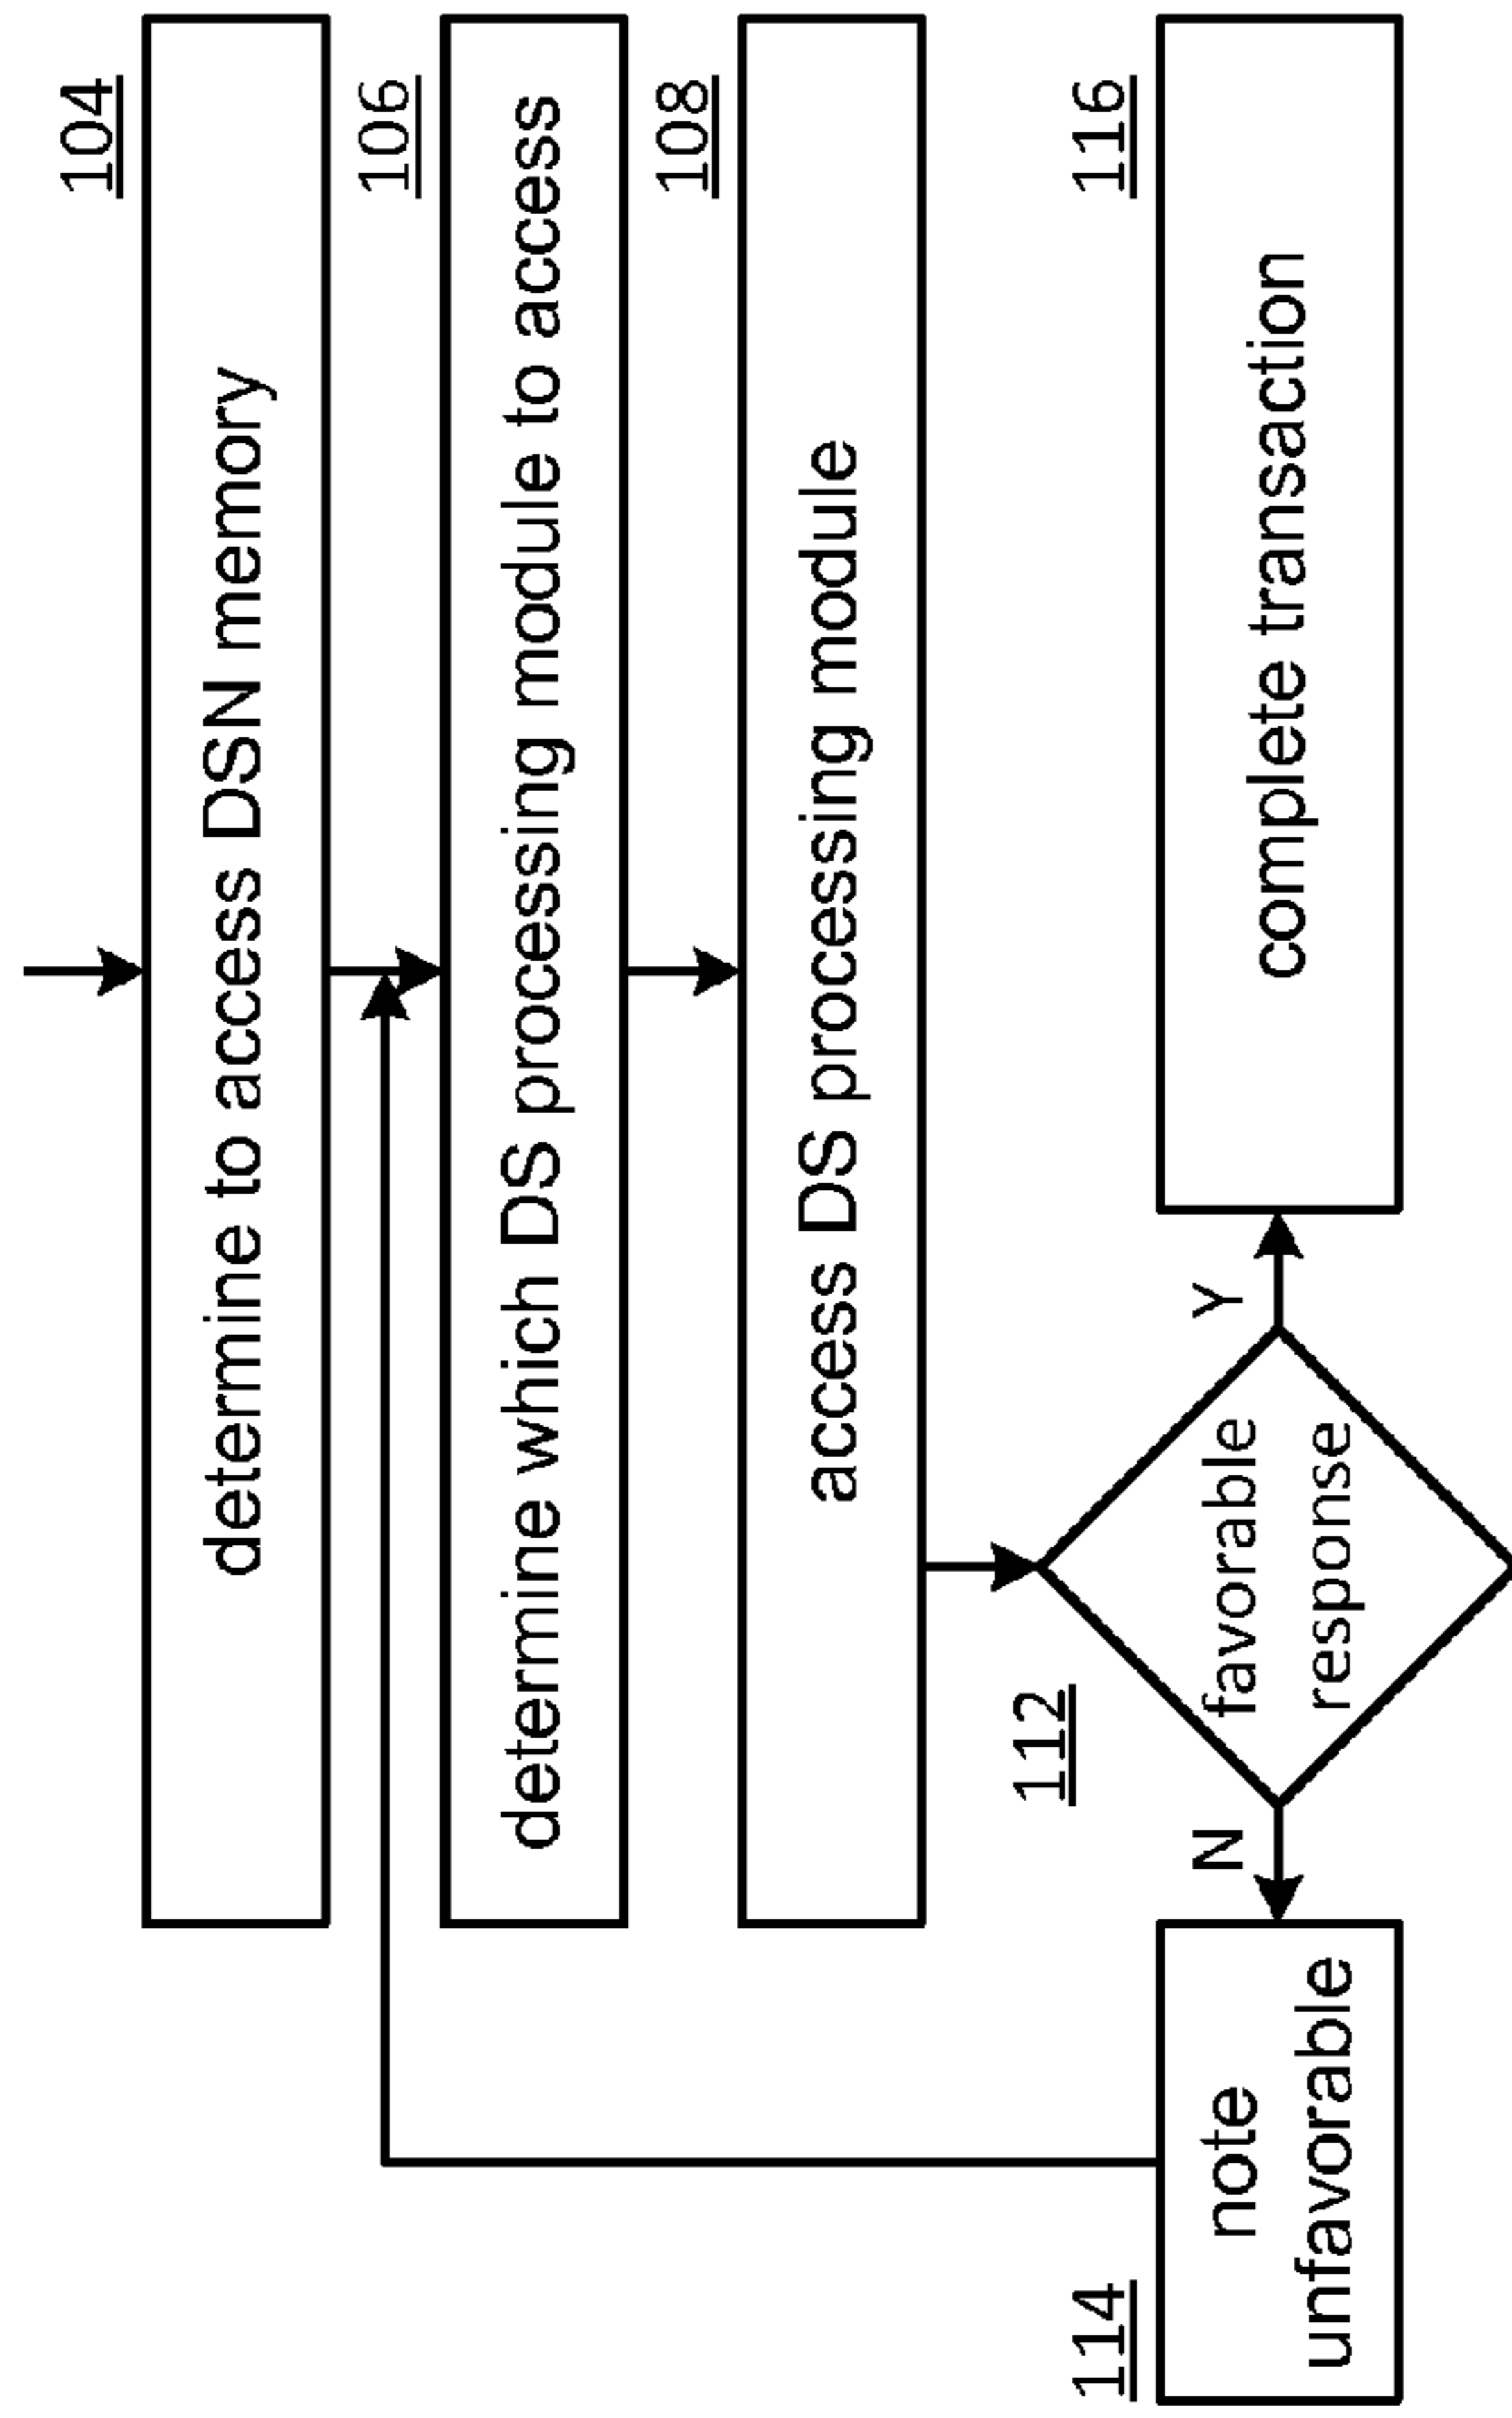 104
determine to access DSN memory
106
determine which DS processing module to access
108
access DS processing module
112
favorable
response
N
Y
114
note
unfavorable
116
complete transaction